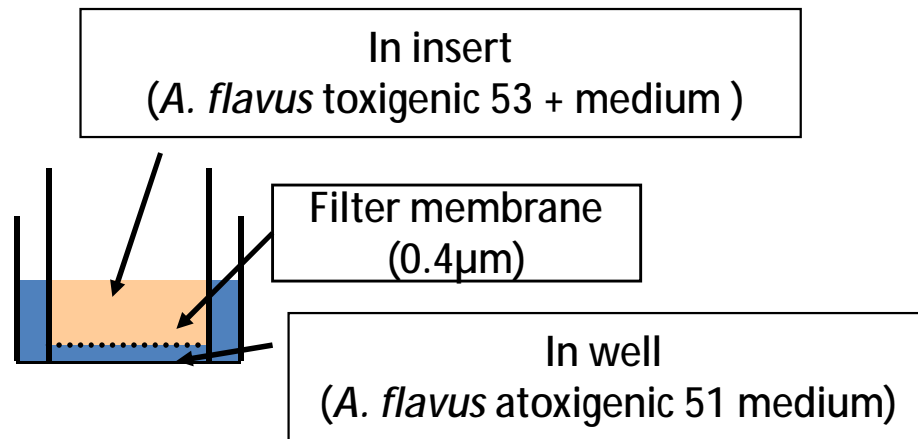 In insert
(A. flavus toxigenic 53 + medium )
Filter membrane
(0.4µm)
In well
(A. flavus atoxigenic 51 medium)